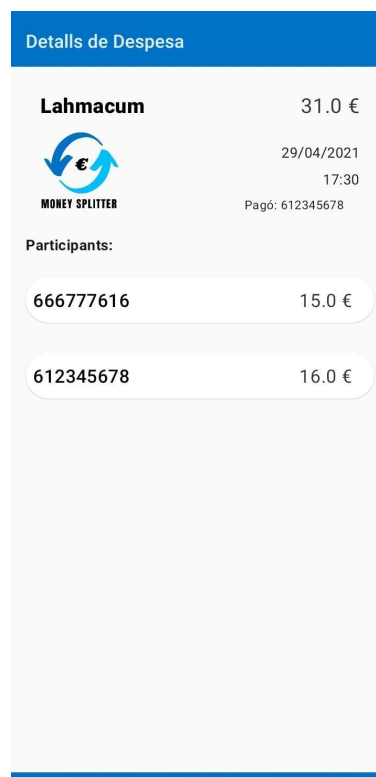 Detalls de Despesa
Lahmacum 31.0 €
€
29/04/2021
17:30
MONEY SPLITTER
Pagó: 612345678
Participants:
666777616 15.0 €
612345678 16.0 €